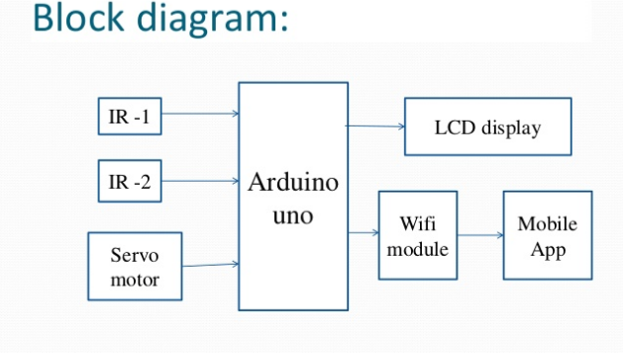 Block diagram:
IR -1
IR -2
Servo
motor
Arduino
uno
LCD display
Wifi
module
Mobile
App